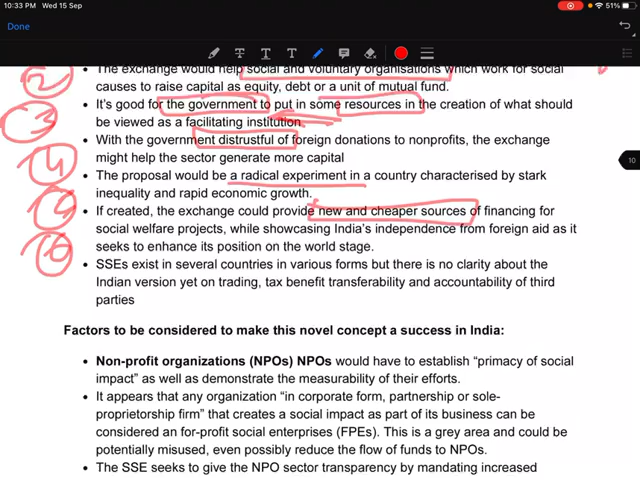 10:33 PM Wed 15 Sep
51%
Done
The exchange would help social and voluntary organisations which work for social
causes to raise capital as equity, debt or a unit of mutual fund.
It's good for the government to put in some resources in the creation of what should
be viewed as a facilitating institution.
With the government distrustful of foreign donations to nonprofits, the exchange
might help the sector generate more capital
10
The proposal would be a radical experiment in a country characterised by stark
inequality and rapid economic growth.
If created, the exchange could provide new and cheaper sources of financing for
social welfare projects, while showcasing India's independence from foreign aid as it
seeks to enhance its position on the world stage.
SSEs exist in several countries in various forms but there is no clarity about the
Indian version yet on trading, tax benefit transferability and accountability of third
parties
Factors to be considered to make this novel concept a success in India:
Non-profit organizations (NPOs) NPOs would have to establish "primacy of social
impact" as well as demonstrate the measurability of their efforts.
It appears that any organization "in corporate form, partnership or sole-
proprietorship firm" that creates a social impact as part of its business can be
considered an for-profit social enterprises (FPEs). This is a grey area and could be
potentially misused, even possibly reduce the flow of funds to NPOs.
The SSE seeks to give the NPO sector transparency by mandating increased